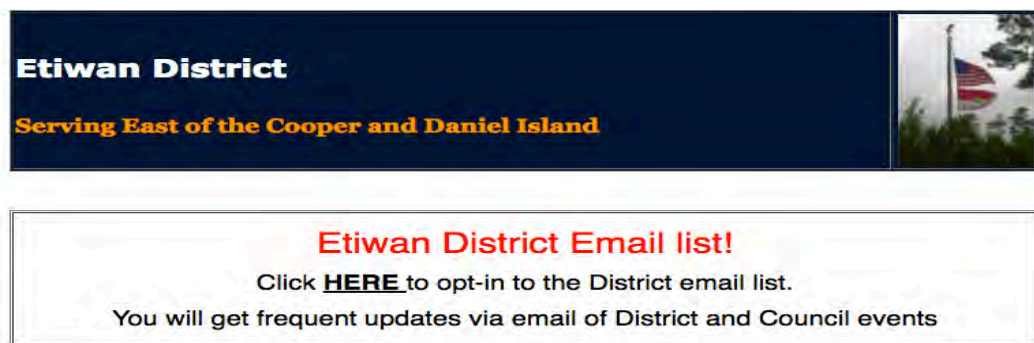 Etiwan District
Serving East of the Cooper and Daniel Island
Etiwan District Email list!
Click HERE to opt-in to the District email list.
You will get frequent updates via email of District and Council events